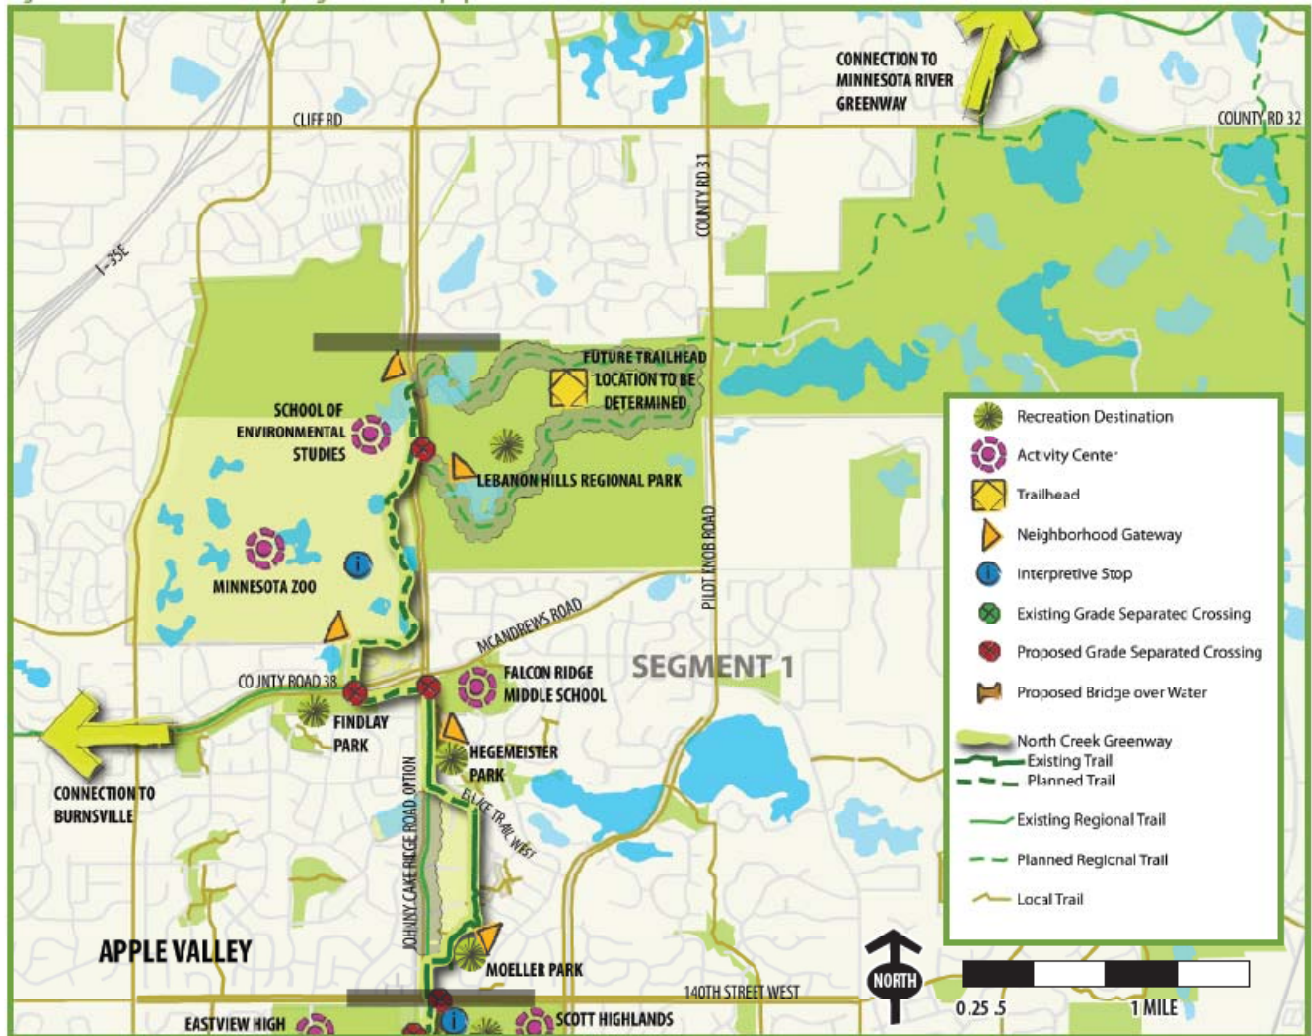 CONNECTION TO
MINNESOTA RIVER
GREENWAY
CLIFF RD
COUNTY RD 32
COUNTY RD 31
I-35E
FUTURE TRAILHEAD
LOCATION TO BE
DETERMINED
SCHOOL OF
ENVIRONMENTAL
STUDIES
LEBANON HILLS REGIONAL PARK
MINNESOTA ZOO
PILOT KNOB ROAD
MCANDREWS ROAD
SEGMENT 1
COUNTY ROAD 38
FALCON RIDGE
MIDDLE SCHOOL
FINDLAY
PARK
HEGEMEISTER
PARK
CONNECTION TO
BURNSVILLE
JOHNNY CAKE RIDGE ROAD OPTION
TRAIL WEST
APPLE VALLEY
MOELLER PARK
140TH STREET WEST
EASTVIEW HIGH
SCOTT HIGHLANDS
Recreation Destination
Activity Center
Trailhead
Neighborhood Gateway
Interpretive Stop
Existing Grade Separated Crossing
Proposed Grade Separated Crossing
Proposed Bridge over Water
North Creek Greenway
Existing Trail
Planned Trail
Existing Regional Trail
Planned Regional Trail
Local Trail
NORTH
0 .25 .5 1 MILE